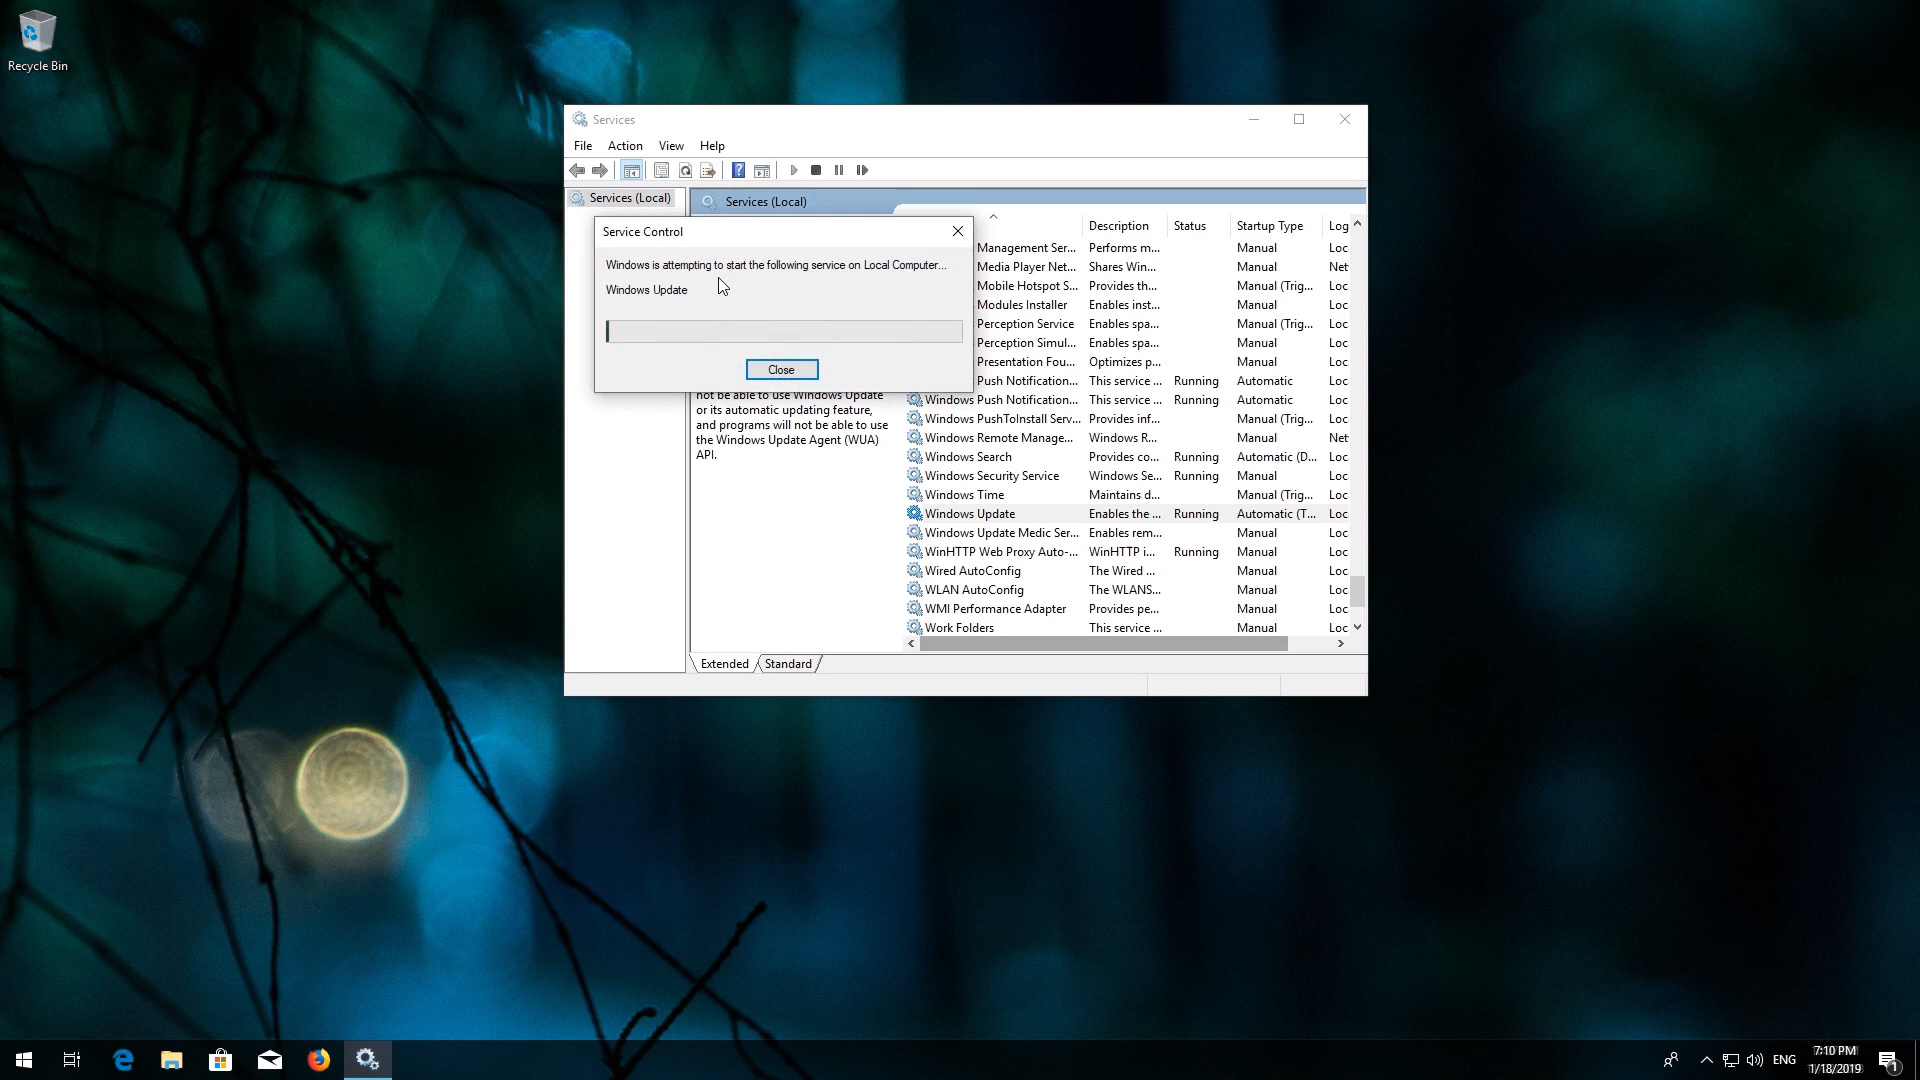 Recycle Bin
Services
File Action View Help
Services (Local)
Services (Local)
Service Control
Windows is attempting to start the following service on Local Computer...
Windows Update
Close
not be able to use Windows Update
or its automatic updating feature,
and programs will not be able to use
the Windows Update Agent (WUA)
API.
Description Status Startup Type Log
Management Ser... Performs m... Manual Loc
Media Player Net... Shares Win... Manual Net
Mobile Hotspot S... Provides th... Manual (Trig... Loc
Modules Installer Enables inst... Manual Loc
Perception Service Enables spa... Manual (Trig... Loc
Perception Simul... Enables spa... Manual Loc
Presentation Fou... Optimizes p... Manual Loc
Push Notification... This service ... Running Automatic Loc
Windows Push Notification... This service ... Running Automatic Loc
Windows PushToInstall Serv... Provides inf... Manual (Trig... Loc
Windows Remote Manage... Windows R... Manual Net
Windows Search Provides co... Running Automatic (D... Loc
Windows Security Service Windows Se... Running Manual Loc
Windows Time Maintains d... Manual (Trig... Loc
Windows Update Enables the ... Running Automatic (T... Loc
Windows Update Medic Ser... Enables rem... Manual Loc
WinHTTP Web Proxy Auto-... WinHTTP i... Running Manual Loc
Wired AutoConfig The Wired ... Manual Loc
WLAN AutoConfig The WLANS... Manual Loc
WMI Performance Adapter Provides pe... Manual Loc
Work Folders This service ... Manual Loc
Extended Standard
ENG
7:10 PM
1/18/2019
1